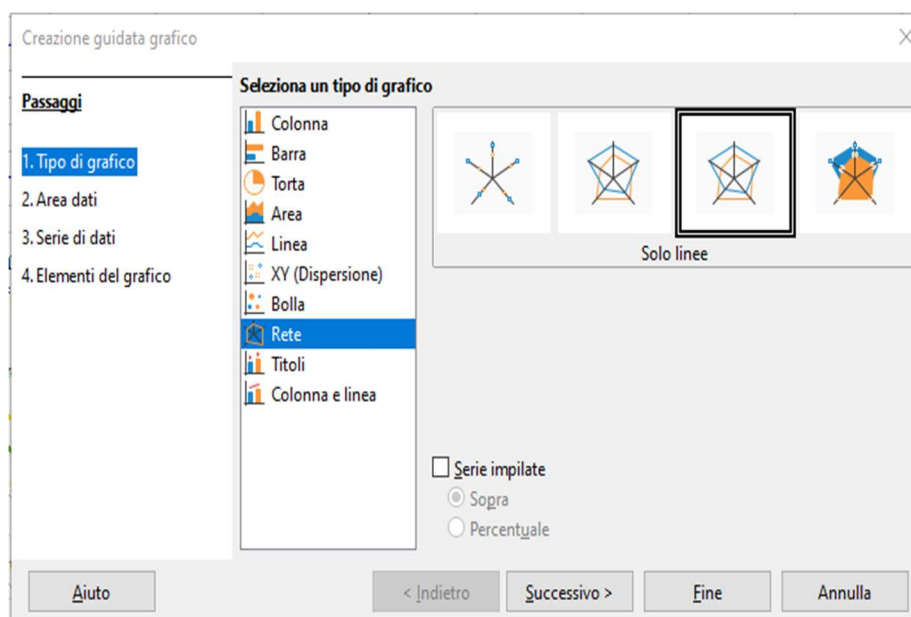 Creazione guidata grafico
Passaggi
1. Tipo di grafico
2. Area dati
3. Serie di dati
4. Elementi del grafico
Seleziona un tipo di grafico
Colonna
Barra
Torta
Area
Linea
XY (Dispersione)
Bolla
Rete
Titoli
Colonna e linea
Solo linee
Serie impilate
Sopra
Percentuale
Aiuto
< Indietro
Successivo >
Fine
Annulla